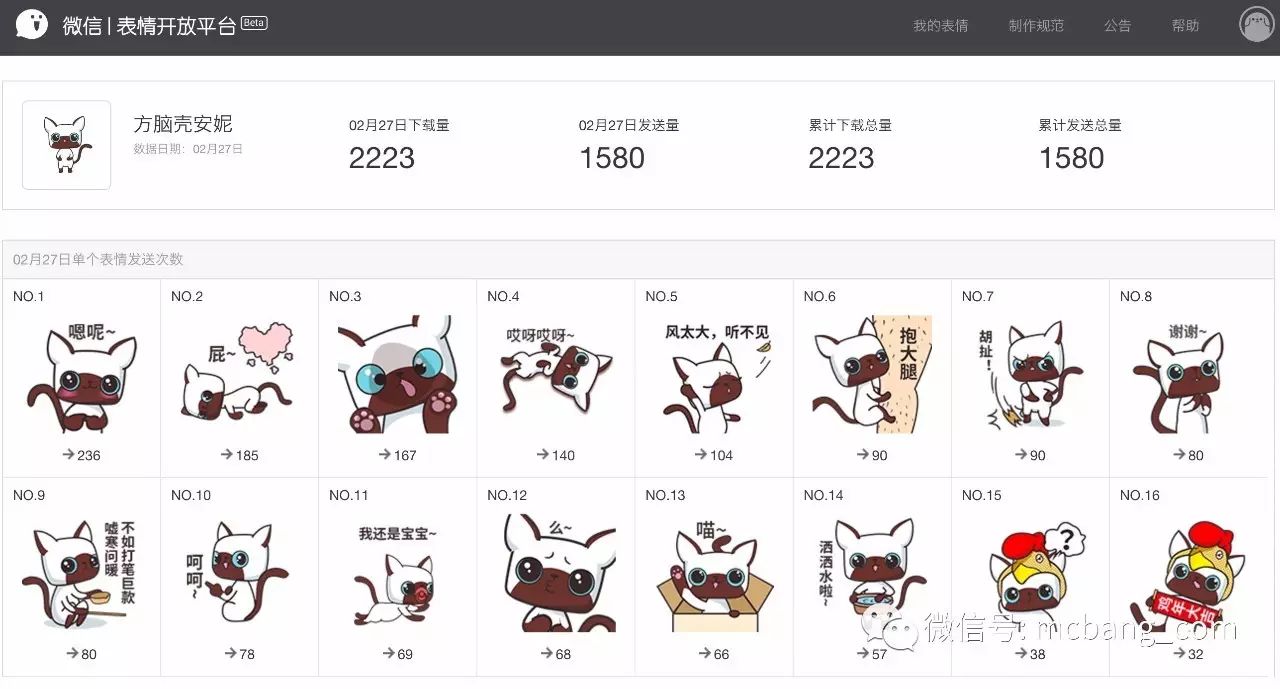 微信 | 表情开放平台 Beta
我的表情 制作规范 公告 帮助
方脑壳安妮
数据日期：02月27日
02月27日下载量
2223
02月27日发送量
1580
累计下载总量
2223
累计发送总量
1580
02月27日单个表情发送次数
NO.1
嗯呢~
236
NO.2
屁~
185
NO.3
167
NO.4
哎呀哎呀~
140
NO.5
风太大，听不见
104
NO.6
抱大腿
90
NO.7
胡扯！
90
NO.8
谢谢~
80
NO.9
不如打笔巨款
嘘寒问暖
80
NO.10
呵呵~
78
NO.11
我还是宝宝~
69
NO.12
么~
68
NO.13
喵~
66
NO.14
洒洒水啦~
57
NO.15
?
38
NO.16
鸡年大吉
32
微信号: mcbang_com